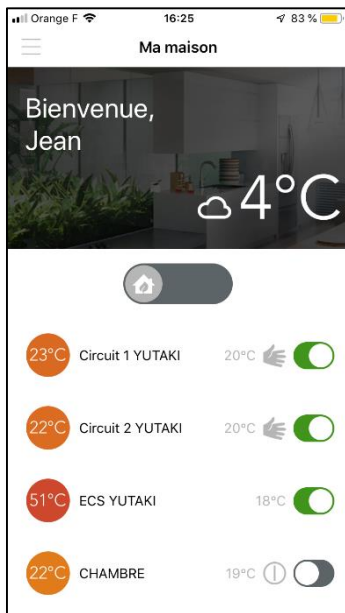 Orange F 16:25 83 %
Ma maison
Bienvenue,
Jean
4°C
23°C Circuit 1 YUTAKI 20°C
22°C Circuit 2 YUTAKI 20°C
51°C ECS YUTAKI 18°C
22°C CHAMBRE 19°C